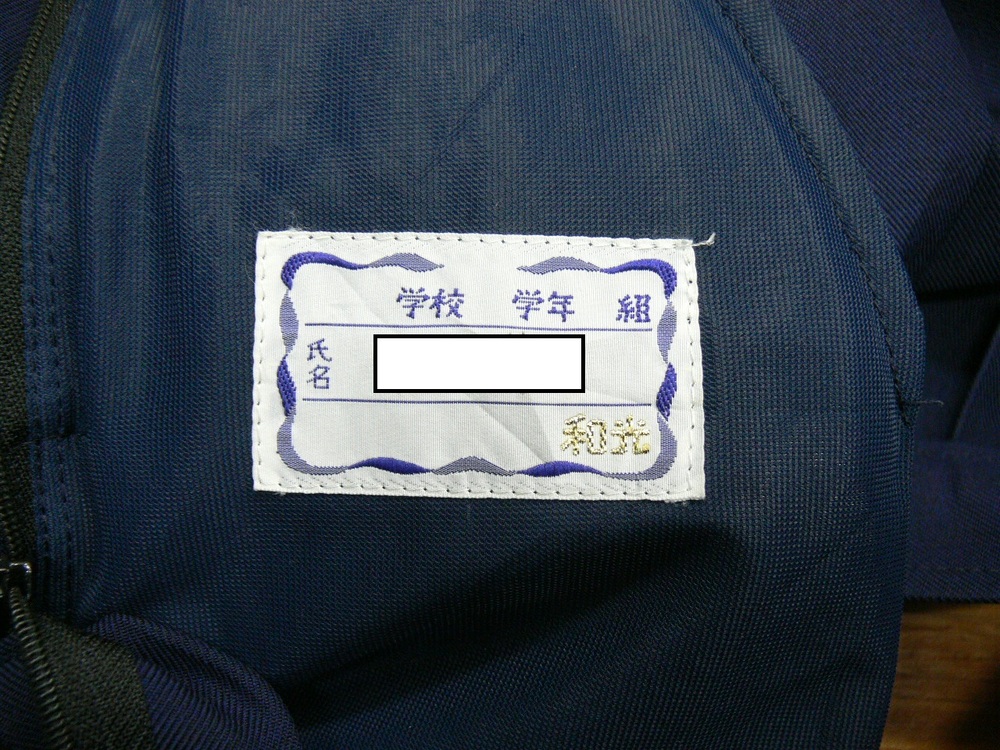 学校 学年 組
氏名
和光